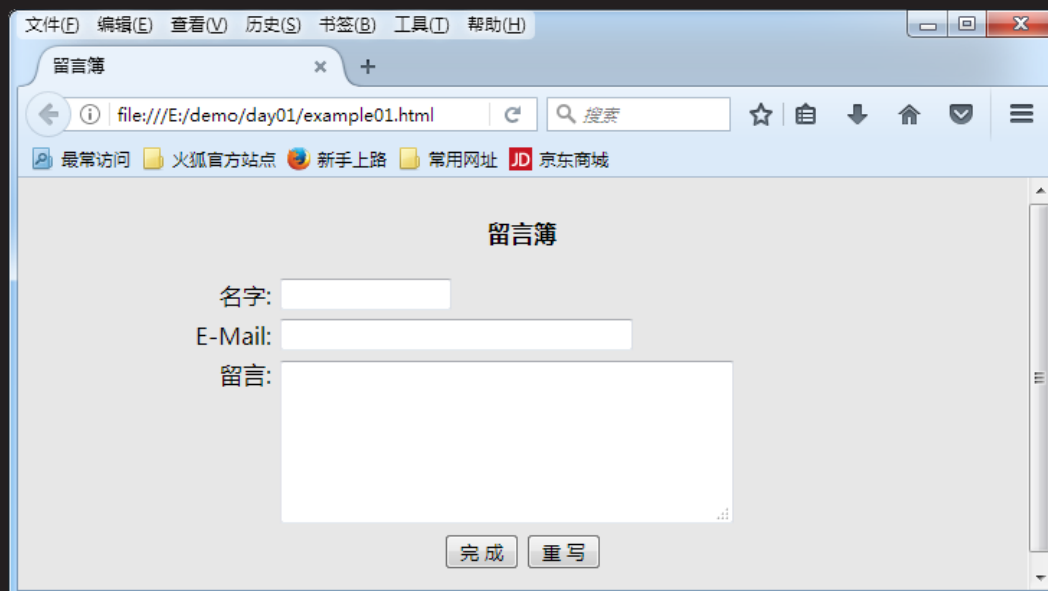 文件(F) 编辑(E) 查看(V) 历史(S) 书签(B) 工具(T) 帮助(H)
留言簿
file:///E:/demo/day01/example01.html 搜索
最常访问 火狐官方站点 新手上路 常用网址 JD 京东商城
留言簿
名字:
E-Mail:
留言:
完成 重写